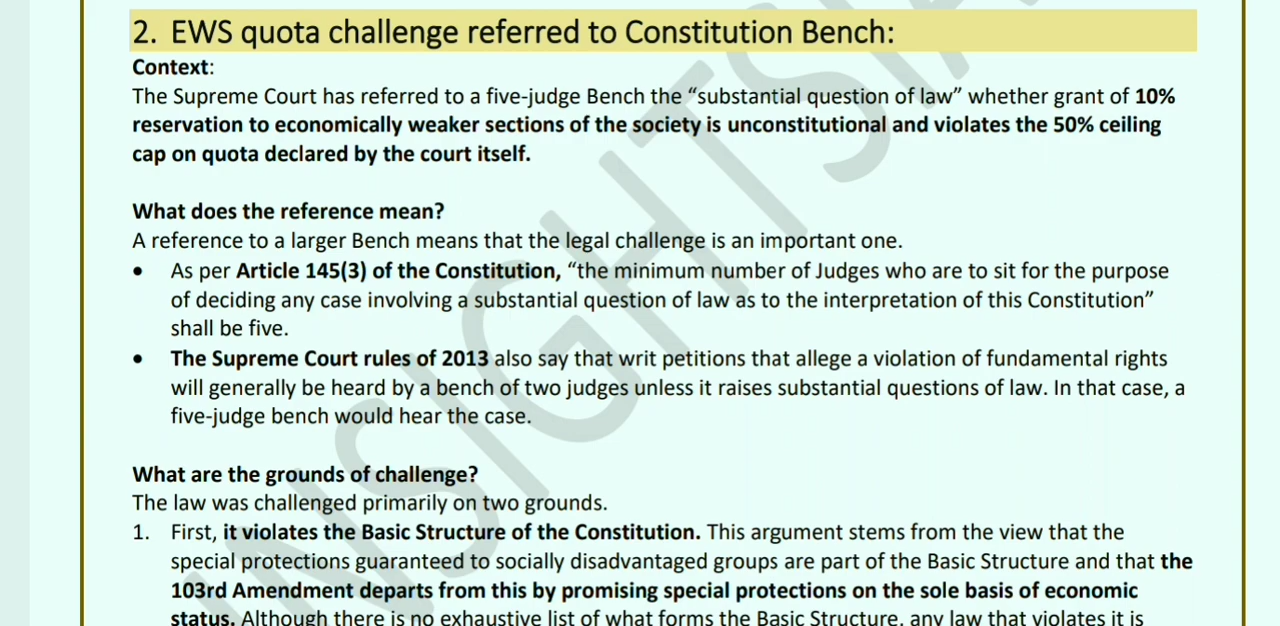 2. EWS quota challenge referred to Constitution Bench:
Context:
The Supreme Court has referred to a five-judge Bench the “substantial question of law” whether grant of 10%
reservation to economically weaker sections of the society is unconstitutional and violates the 50% ceiling
cap on quota declared by the court itself.
What does the reference mean?
A reference to a larger Bench means that the legal challenge is an important one.
• As per Article 145(3) of the Constitution, “the minimum number of Judges who are to sit for the purpose
of deciding any case involving a substantial question of law as to the interpretation of this Constitution”
shall be five.
• The Supreme Court rules of 2013 also say that writ petitions that allege a violation of fundamental rights
will generally be heard by a bench of two judges unless it raises substantial questions of law. In that case, a
five-judge bench would hear the case.
What are the grounds of challenge?
The law was challenged primarily on two grounds.
1. First, it violates the Basic Structure of the Constitution. This argument stems from the view that the
special protections guaranteed to socially disadvantaged groups are part of the Basic Structure and that the
103rd Amendment departs from this by promising special protections on the sole basis of economic
status. Although there is no exhaustive list of what forms the Basic Structure, any law that violates it is
INSIGHTSIA